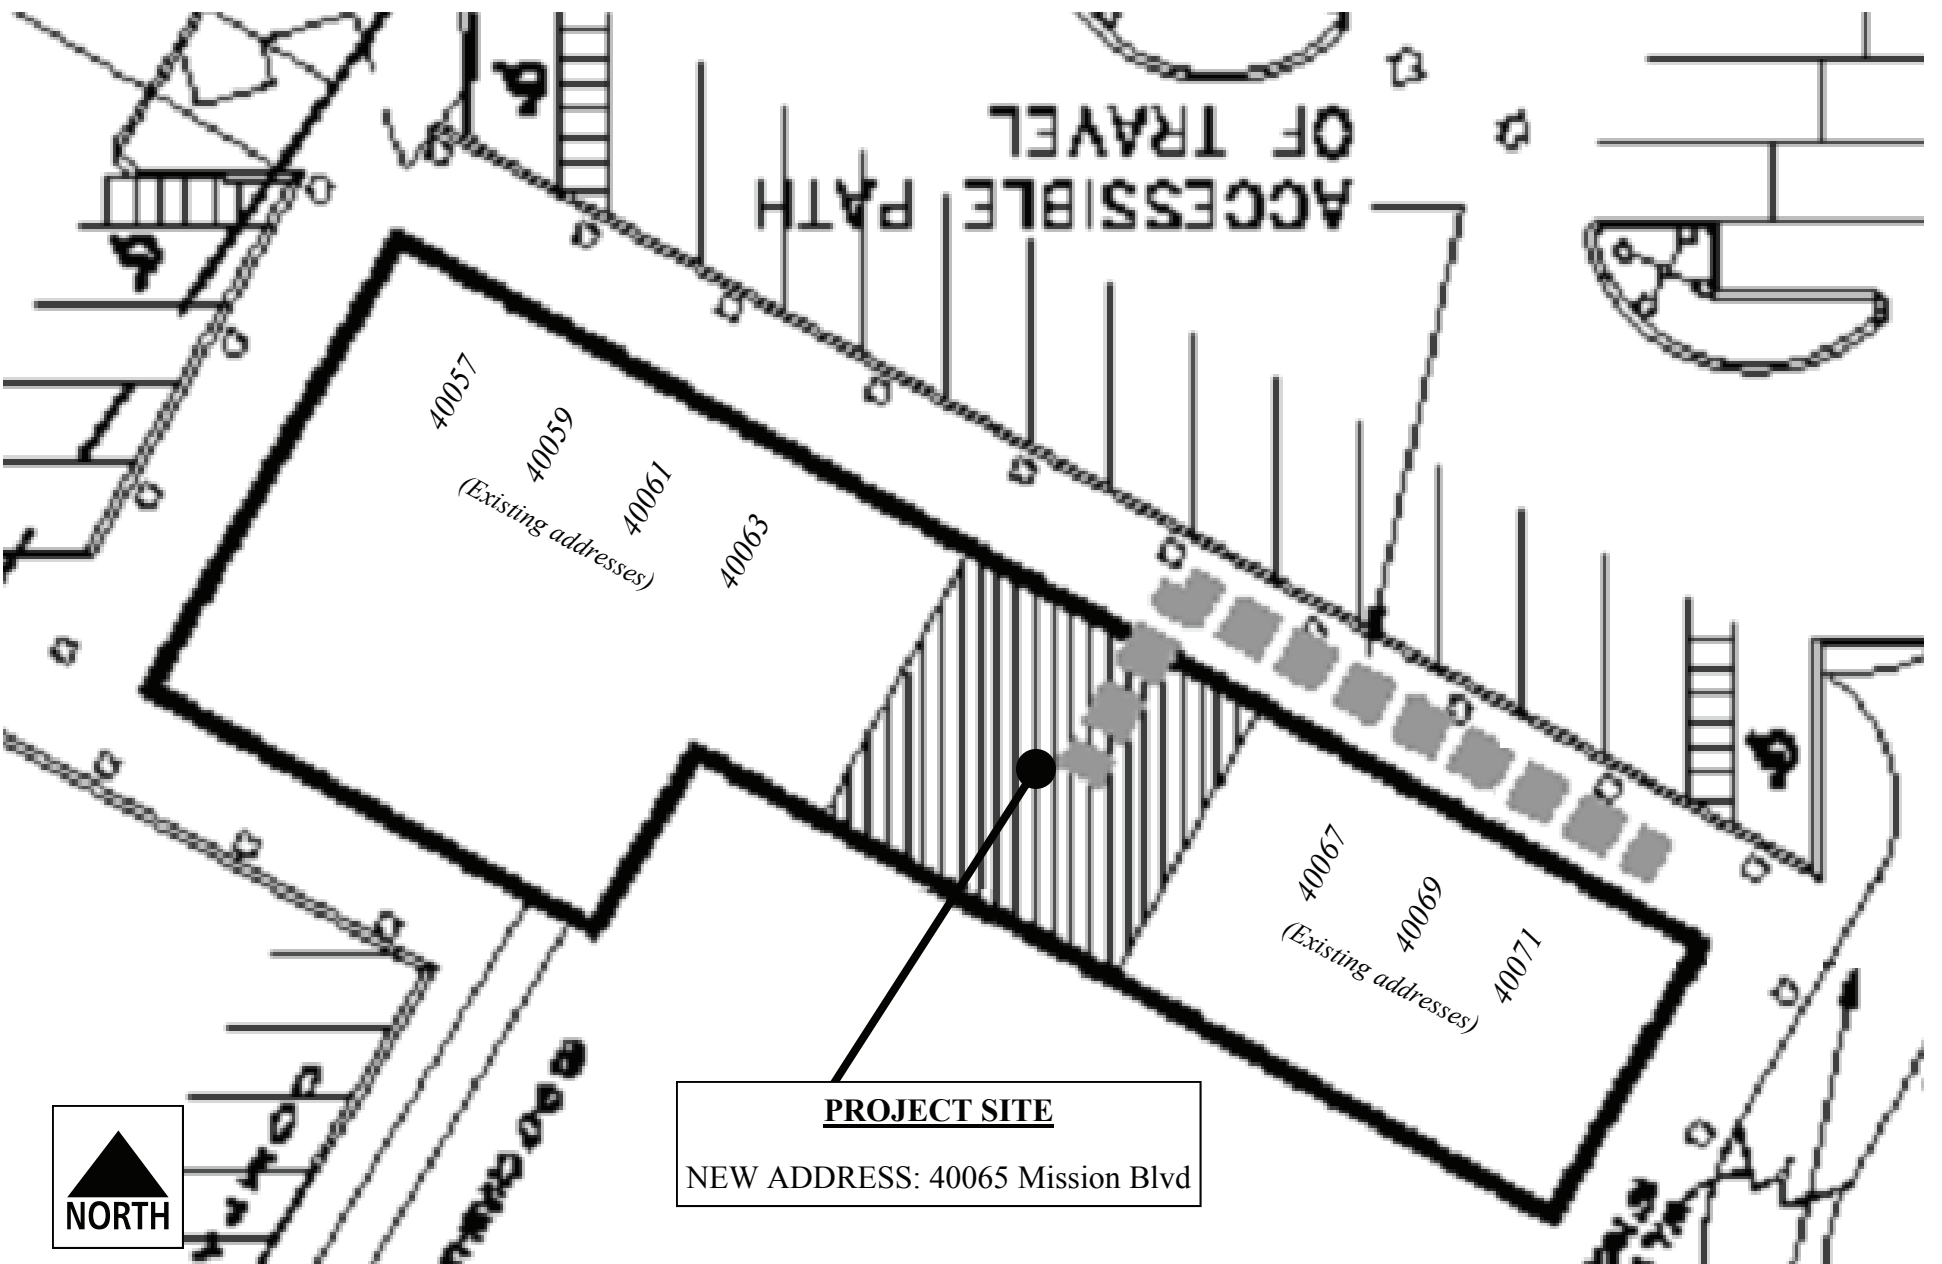 ACCESSIBLE PATH
OF TRAVEL
40057
40059
40061
40063
(Existing addresses)
40067
40069
40071
(Existing addresses)
PROJECT SITE
NEW ADDRESS: 40065 Mission Blvd
NORTH